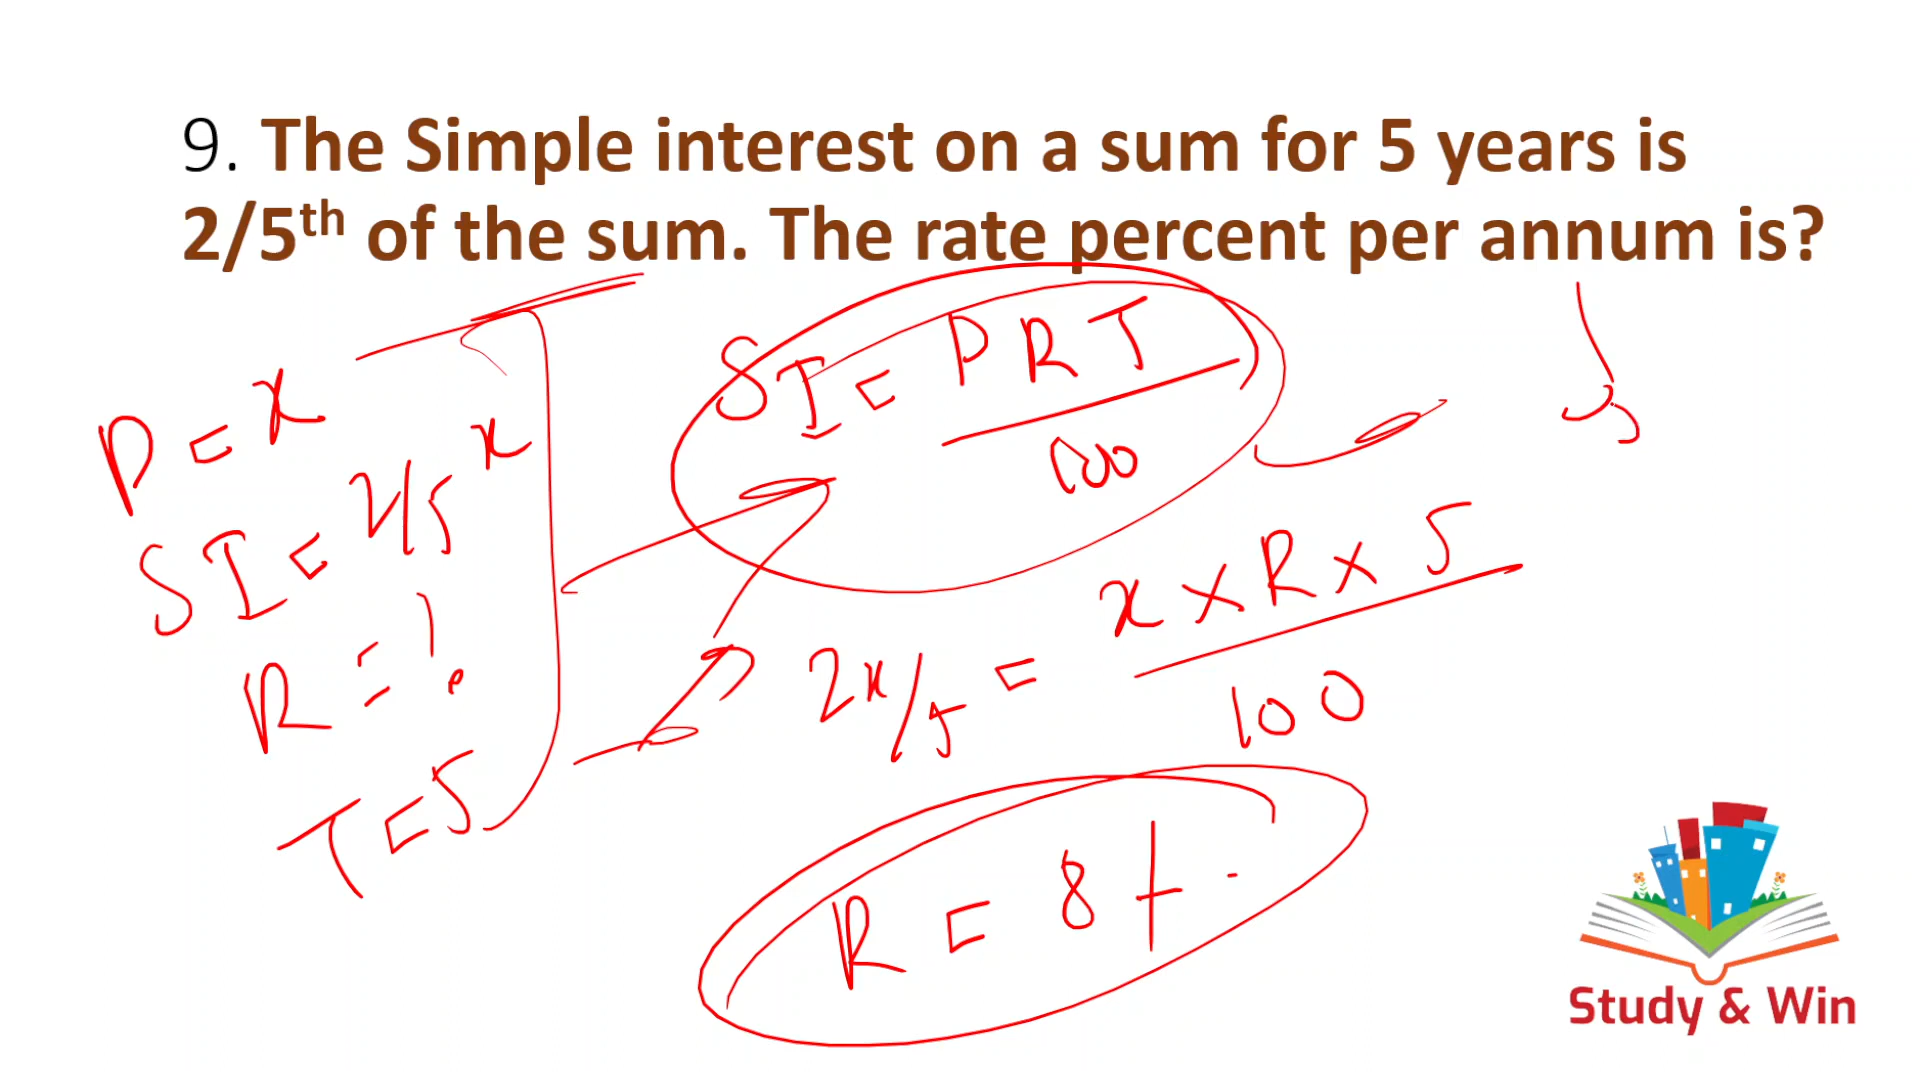 9. The Simple interest on a sum for 5 years is
2/5th of the sum. The rate percent per annum is?
P = x
SI = 2/5 x
R = ?
T = 5
SI = PRT
100
2x/5 = x × R × 5
100
R = 8 %
Study & Win